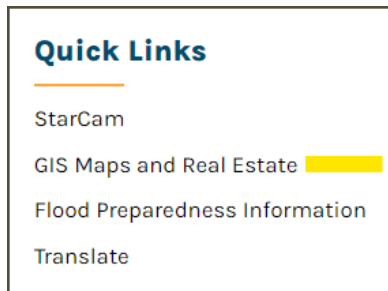 Quick Links
StarCam
GIS Maps and Real Estate
Flood Preparedness Information
Translate